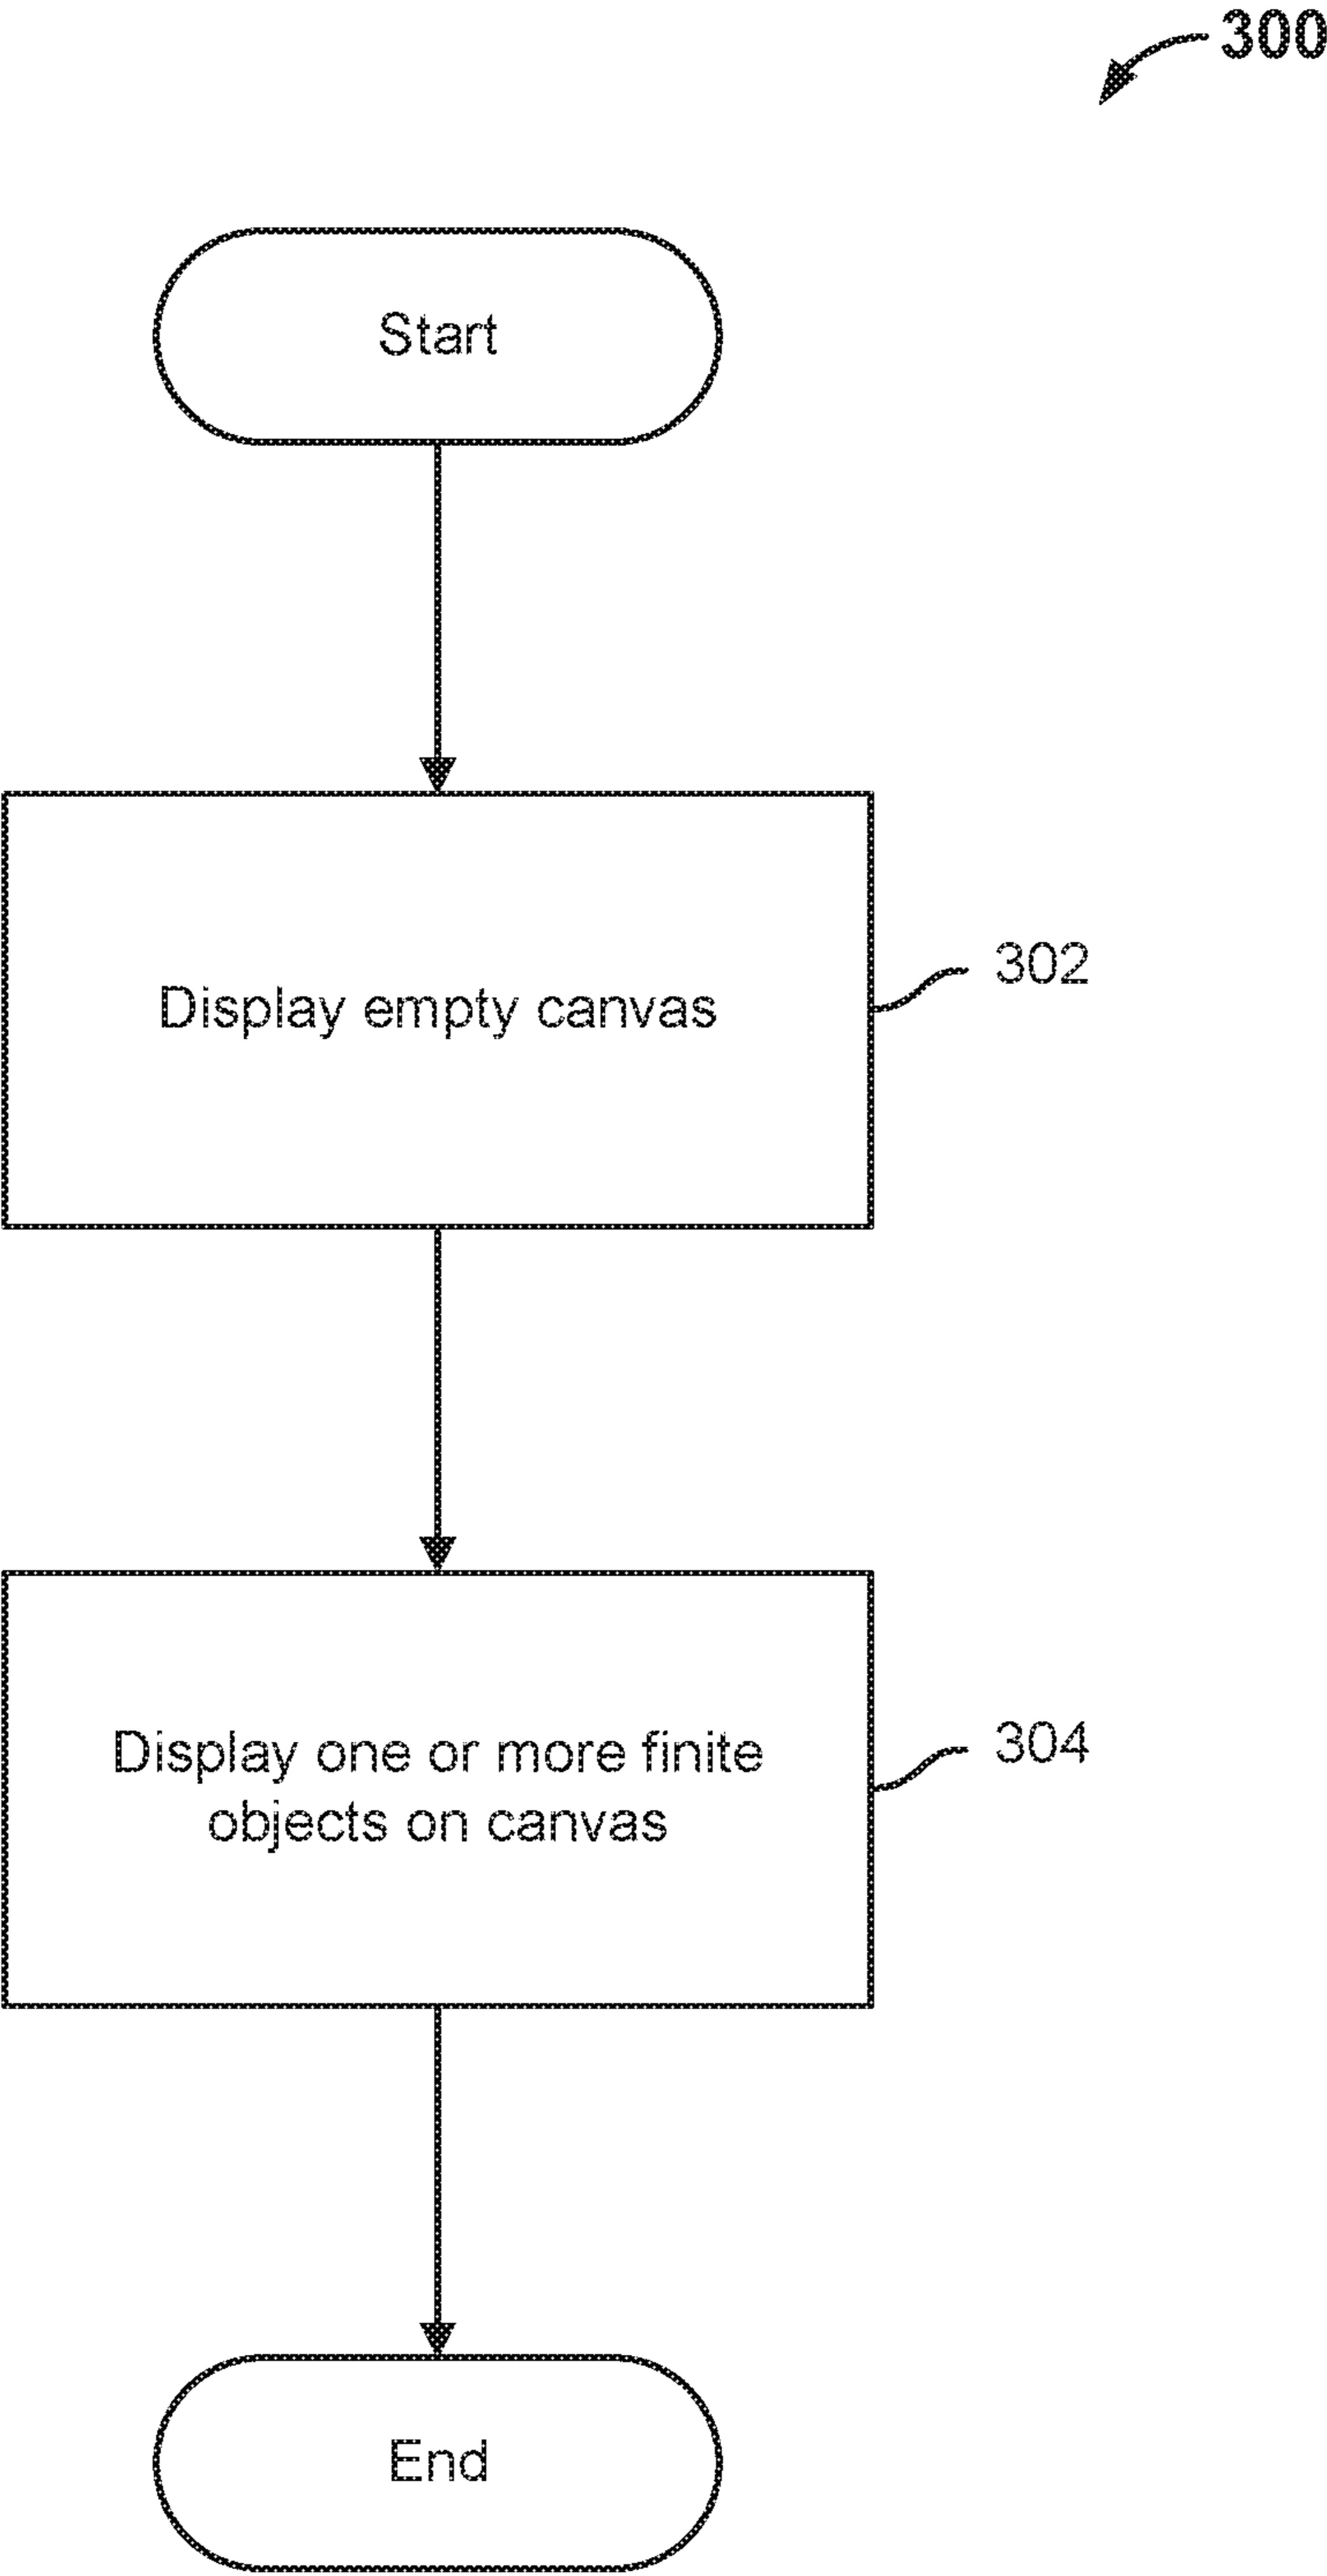 300
Start
Display empty canvas
302
Display one or more finite
objects on canvas
304
End